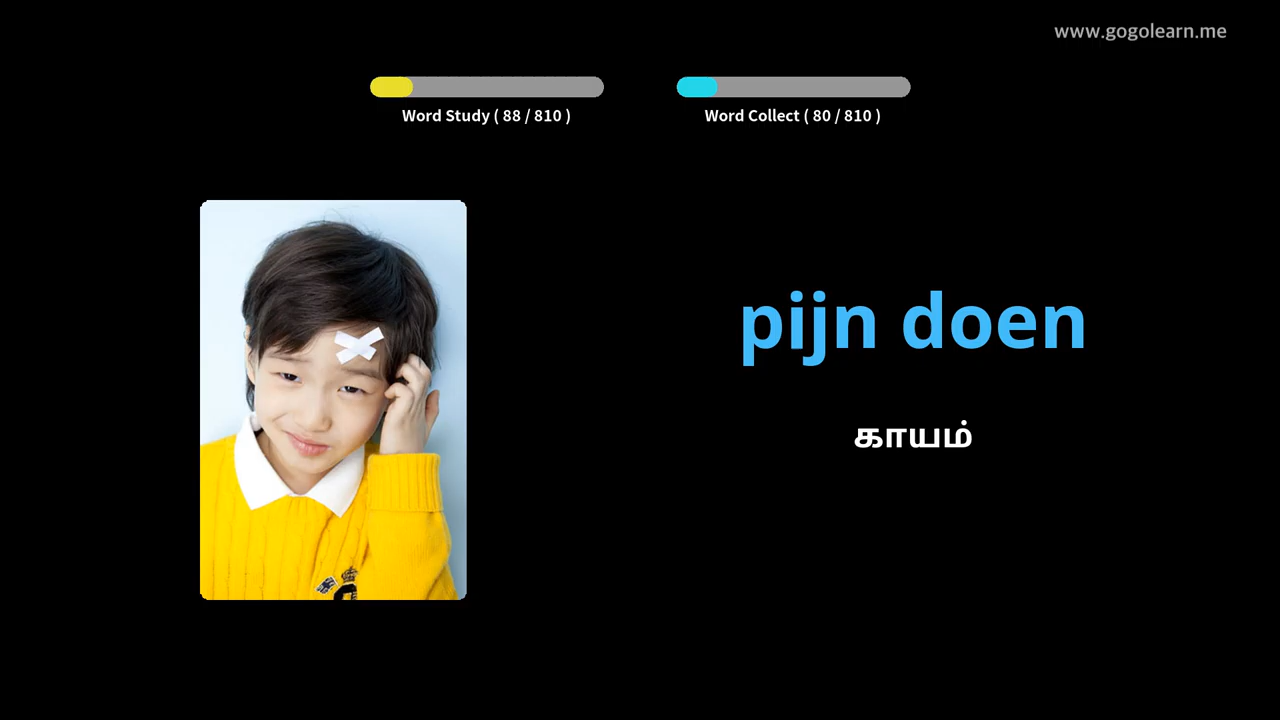 www.gogolearn.me
Word Study ( 88 / 810 )
Word Collect ( 80 / 810 )
pijn doen
காயம்